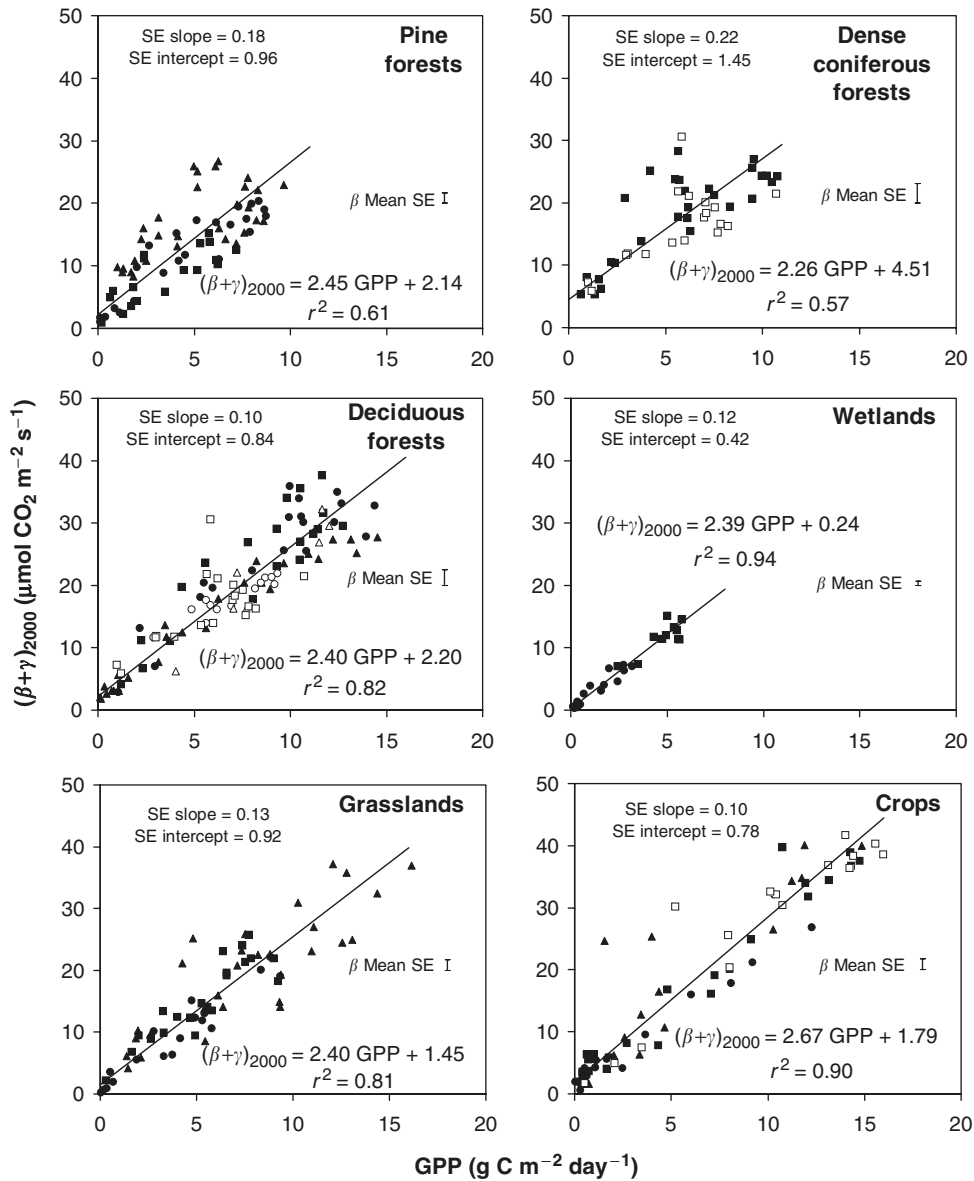 50
40
30
20
10
0
SE slope = 0.18
SE intercept = 0.96
Pine
forests
β Mean SE
(β+γ)2000 = 2.45 GPP + 2.14
r² = 0.61
0 5 10 15 20
50
40
30
20
10
0
SE slope = 0.22
SE intercept = 1.45
Dense
coniferous
forests
β Mean SE
(β+γ)2000 = 2.26 GPP + 4.51
r² = 0.57
0 5 10 15 20
(β+γ)2000 (μmol CO2 m−2 s−1)
50
40
30
20
10
0
SE slope = 0.10
SE intercept = 0.84
Deciduous
forests
β Mean SE
(β+γ)2000 = 2.40 GPP + 2.20
r² = 0.82
0 5 10 15 20
50
40
30
20
10
0
SE slope = 0.12
SE intercept = 0.42
Wetlands
(β+γ)2000 = 2.39 GPP + 0.24
r² = 0.94
β Mean SE
0 5 10 15 20
50
40
30
20
10
0
SE slope = 0.13
SE intercept = 0.92
Grasslands
β Mean SE
(β+γ)2000 = 2.40 GPP + 1.45
r² = 0.81
0 5 10 15 20
50
40
30
20
10
0
SE slope = 0.10
SE intercept = 0.78
Crops
β Mean SE
(β+γ)2000 = 2.67 GPP + 1.79
r² = 0.90
0 5 10 15 20
GPP (g C m−2 day−1)